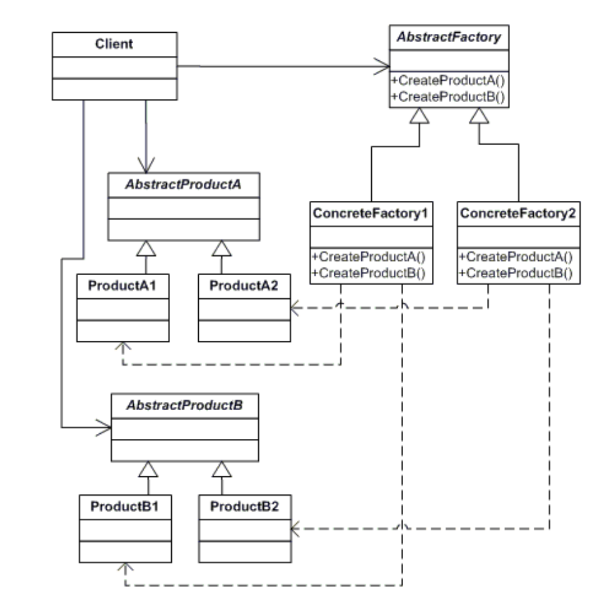 Client
AbstractFactory
+CreateProductA()
+CreateProductB()
AbstractProductA
ConcreteFactory1
+CreateProductA()
+CreateProductB()
ConcreteFactory2
+CreateProductA()
+CreateProductB()
ProductA1
ProductA2
AbstractProductB
ProductB1
ProductB2